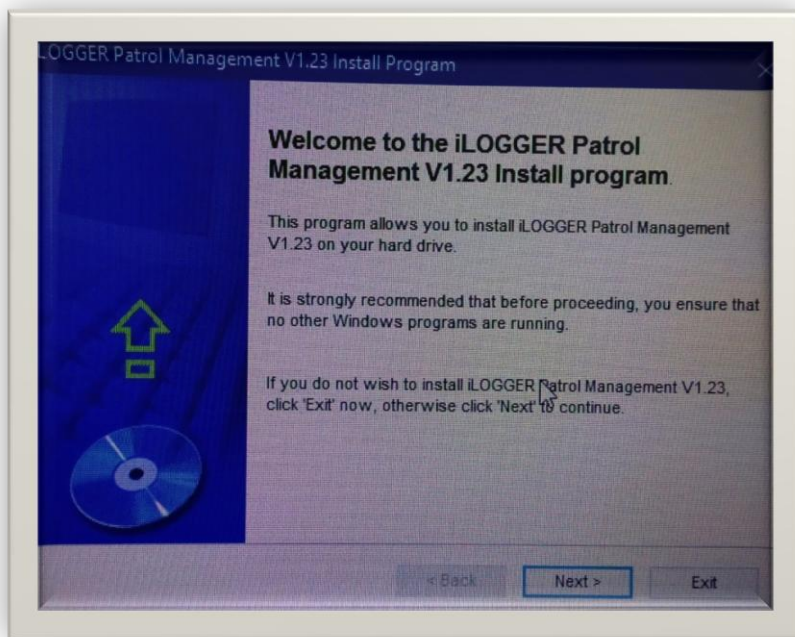 LOGGER Patrol Management V1.23 Install Program
Welcome to the iLOGGER Patrol
Management V1.23 Install program.
This program allows you to install iLOGGER Patrol Management
V1.23 on your hard drive.
It is strongly recommended that before proceeding, you ensure that
no other Windows programs are running.
If you do not wish to install iLOGGER Patrol Management V1.23,
click 'Exit' now, otherwise click 'Next' to continue.
< Back Next > Exit